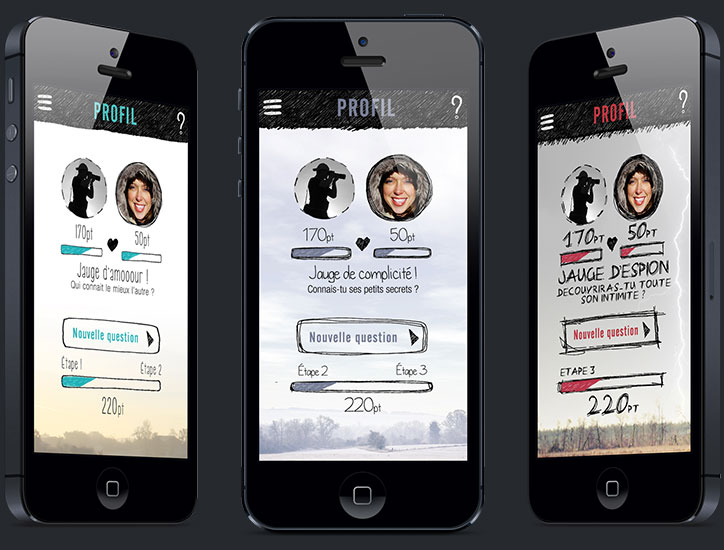 PROFIL
?
170pt
50pt
Jauge d'amooour !
Qui connait le mieux l'autre ?
Nouvelle question
Étape 1
Étape 2
220pt
PROFIL
?
170pt
50pt
Jauge de complicité !
Connais-tu ses petits secrets ?
Nouvelle question
Étape 2
Étape 3
220pt
PROFIL
?
170PT
50PT
JAUGE D'ESPION
DECOUVRIRAS-TU TOUTE
SON INTIMITE ?
Nouvelle question
ETAPE 3
220PT